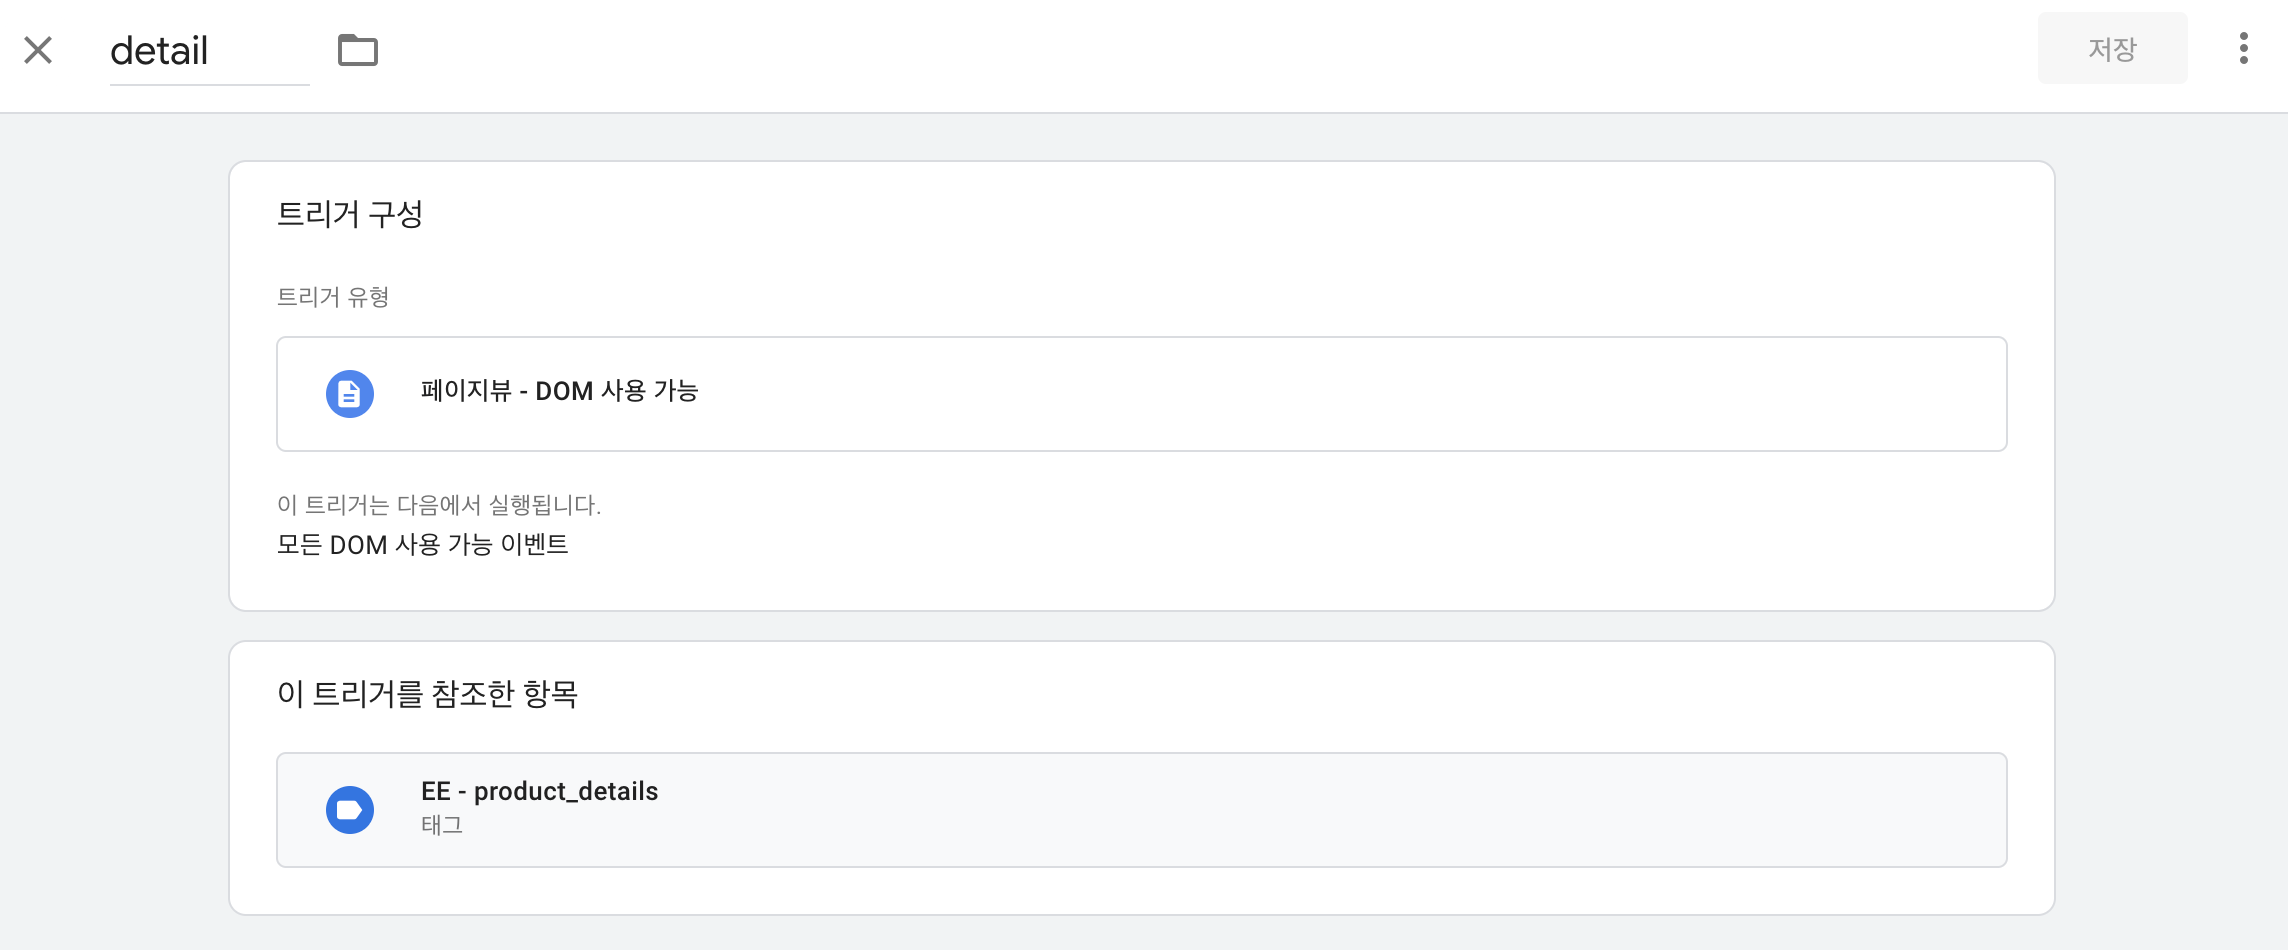 detail
저장
트리거 구성
트리거 유형
페이지뷰 - DOM 사용 가능
이 트리거는 다음에서 실행됩니다.
모든 DOM 사용 가능 이벤트
이 트리거를 참조한 항목
EE - product_details
태그